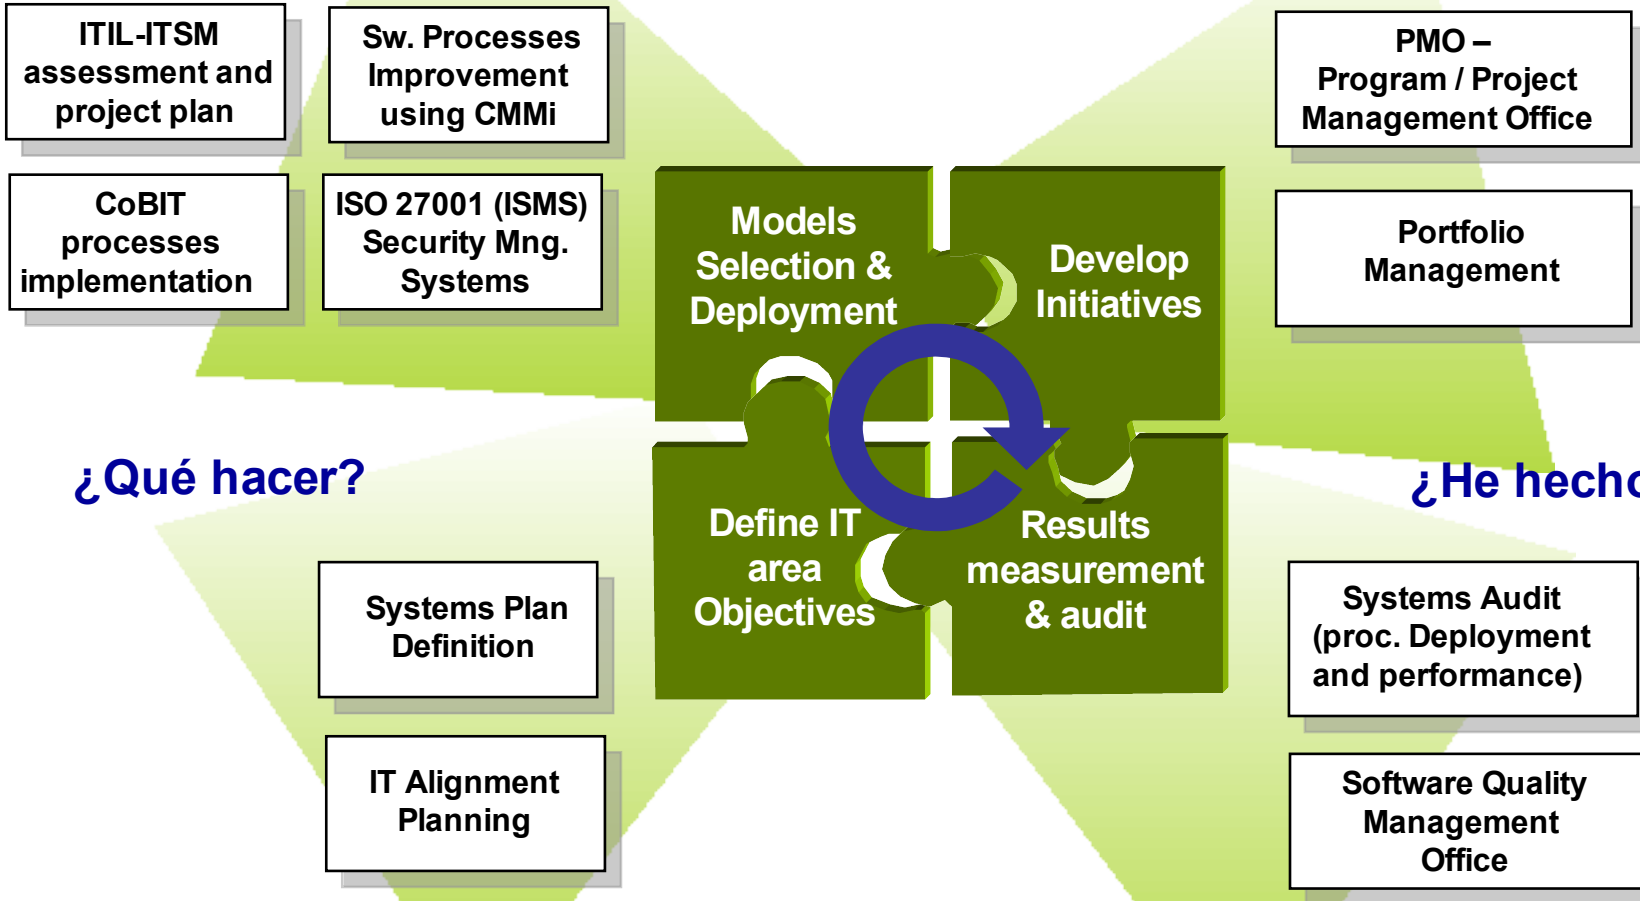 ITIL-ITSM
assessment and
project plan
Sw. Processes
Improvement
using CMMi
CoBIT
processes
implementation
ISO 27001 (ISMS)
Security Mng.
Systems
PMO –
Program / Project
Management Office
Portfolio
Management
Models
Selection &
Deployment
Develop
Initiatives
¿Qué hacer?
¿He hecho
Define IT
area
Objectives
Results
measurement
& audit
Systems Plan
Definition
IT Alignment
Planning
Systems Audit
(proc. Deployment
and performance)
Software Quality
Management
Office